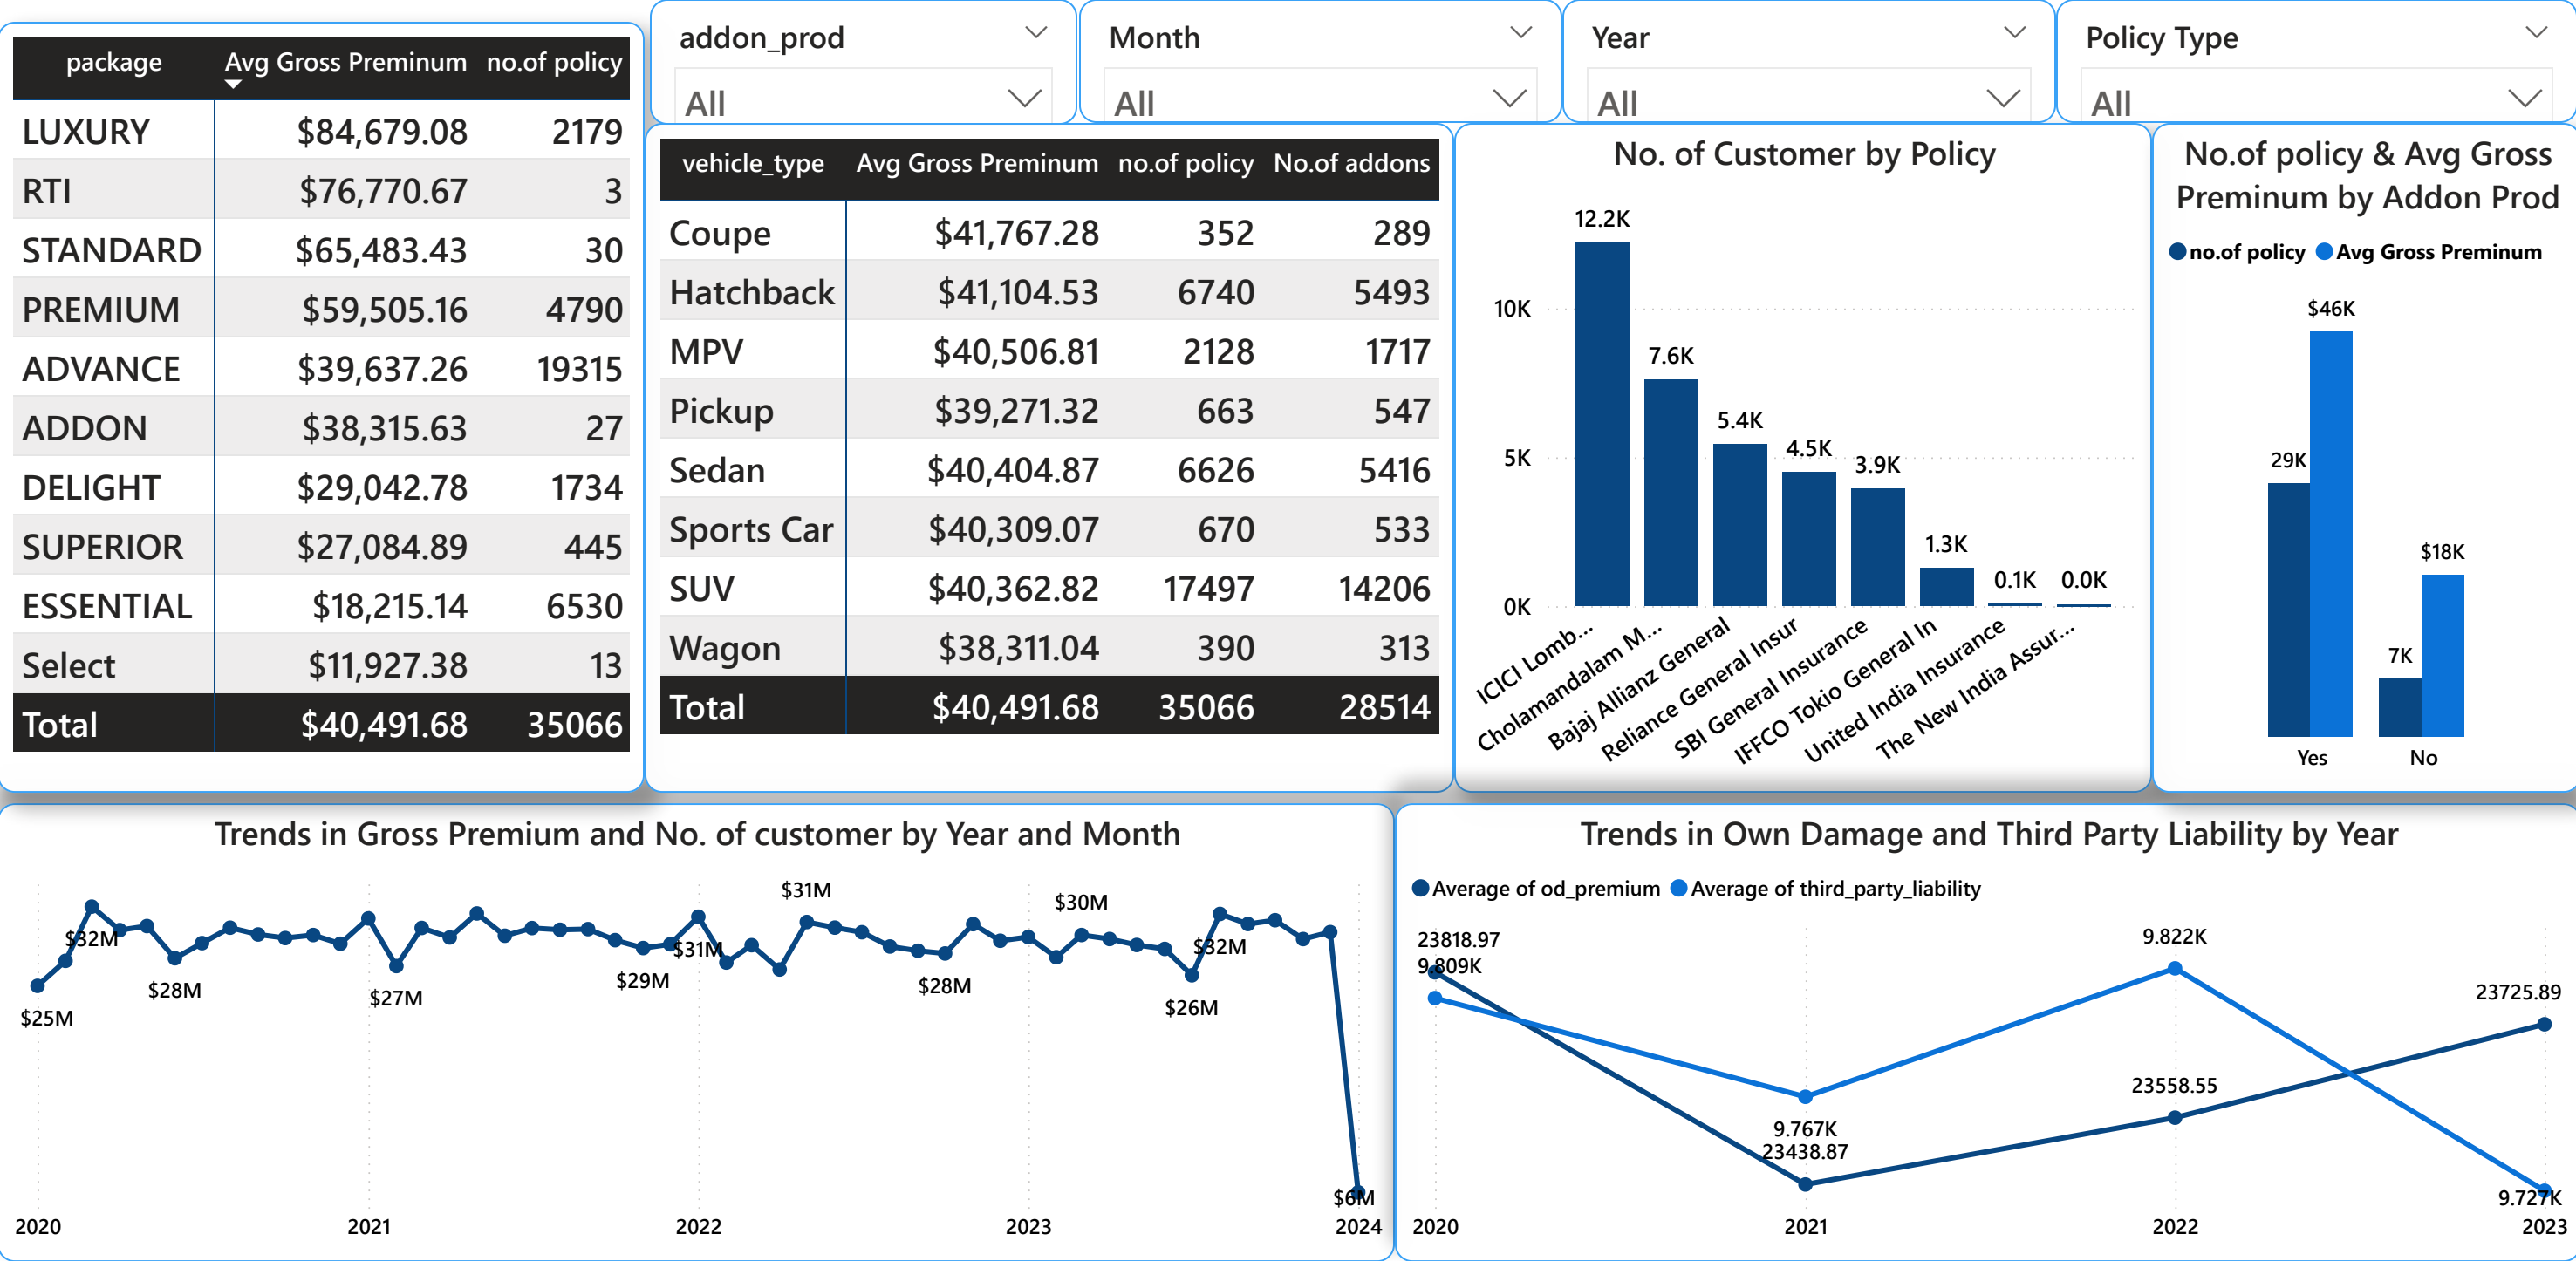 package Avg Gross Preminum no.of policy
LUXURY $84,679.08 2179
RTI $76,770.67 3
STANDARD $65,483.43 30
PREMIUM $59,505.16 4790
ADVANCE $39,637.26 19315
ADDON $38,315.63 27
DELIGHT $29,042.78 1734
SUPERIOR $27,084.89 445
ESSENTIAL $18,215.14 6530
Select $11,927.38 13
Total $40,491.68 35066
addon_prod
All
Month
All
Year
All
Policy Type
All
vehicle_type Avg Gross Preminum no.of policy No.of addons
Coupe $41,767.28 352 289
Hatchback $41,104.53 6740 5493
MPV $40,506.81 2128 1717
Pickup $39,271.32 663 547
Sedan $40,404.87 6626 5416
Sports Car $40,309.07 670 533
SUV $40,362.82 17497 14206
Wagon $38,311.04 390 313
Total $40,491.68 35066 28514
No. of Customer by Policy
12.2K
10K
7.6K
5.4K
5K
4.5K
3.9K
1.3K
0.1K
0.0K
0K
ICICI Lomb...
Cholamandalam M...
Bajaj Allianz General
Reliance General Insur
SBI General Insurance
IFFCO Tokio General In
United India Insurance
The New India Assur...
No.of policy & Avg Gross
Preminum by Addon Prod
no.of policy Avg Gross Preminum
$46K
29K
$18K
7K
Yes No
Trends in Gross Premium and No. of customer by Year and Month
$25M
$32M
$28M
$27M
$29M
$31M
$31M
$28M
$30M
$26M
$32M
$6M
2020 2021 2022 2023 2024
Trends in Own Damage and Third Party Liability by Year
Average of od_premium Average of third_party_liability
23818.97
9.809K
9.767K
23438.87
9.822K
23558.55
23725.89
9.727K
2020 2021 2022 2023